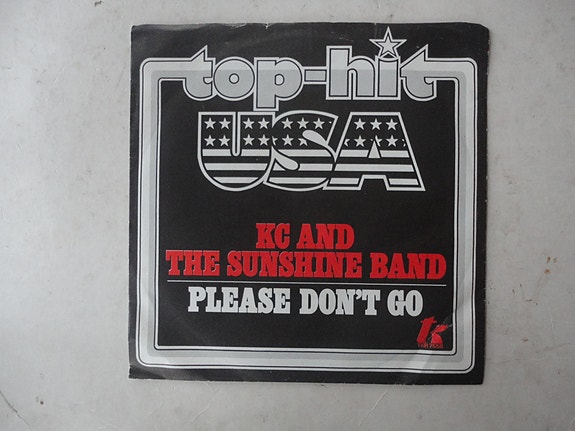 top-hit
USA
KC AND
THE SUNSHINE BAND
PLEASE DON'T GO
tk